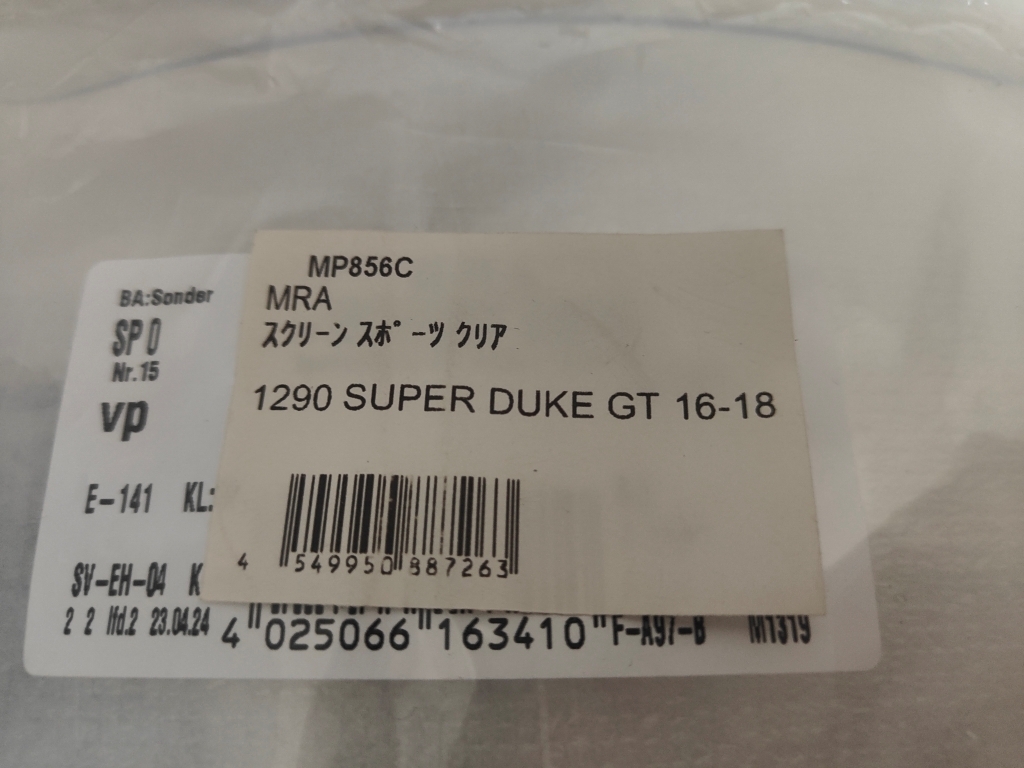 MP856C
MRA
スクリーン スポーツ クリア
1290 SUPER DUKE GT 16-18
4 549950 887263
BA:Sonder
SP 0
Nr.15
vp
E-141 KL:
SV-EH-04 K
2 2 lfd.2 23.04.24
4 025066 163410 F-A97-B M1319